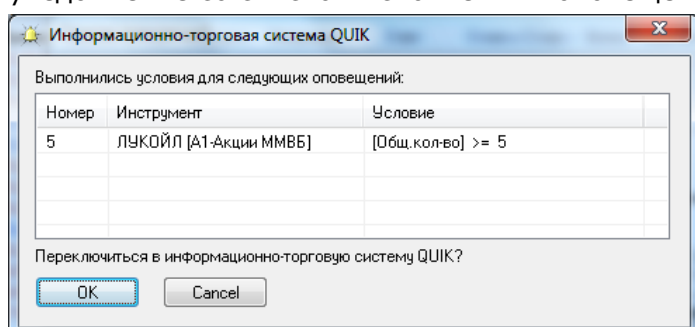 Информационно-торговая система QUIK
Выполнились условия для следующих оповещений:
Номер Инструмент Условие
5 ЛУКОЙЛ [А1-Акции ММВБ] [Общ.кол-во] >= 5
Переключиться в информационно-торговую систему QUIK?
OK Cancel